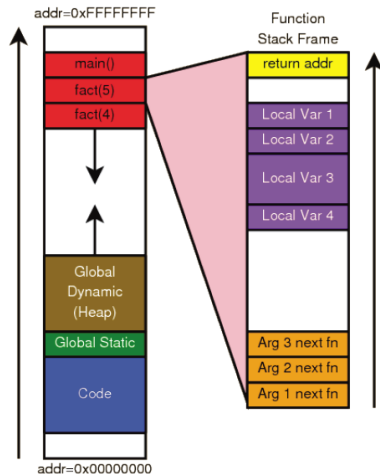 addr=0xFFFFFFFF
main()
fact(5)
fact(4)
Global
Dynamic
(Heap)
Global Static
Code
addr=0x00000000
Function
Stack Frame
return addr
Local Var 1
Local Var 2
Local Var 3
Local Var 4
Arg 3 next fn
Arg 2 next fn
Arg 1 next fn